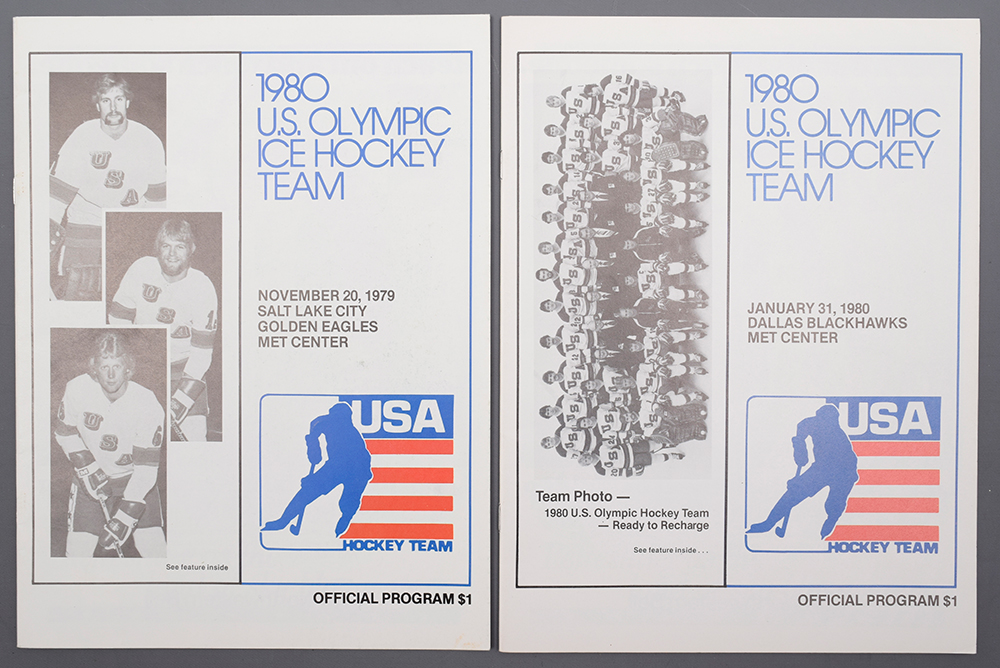 1980
U.S. OLYMPIC
ICE HOCKEY
TEAM
NOVEMBER 20, 1979
SALT LAKE CITY
GOLDEN EAGLES
MET CENTER
USA
HOCKEY TEAM
U
S A
U
S A
1
U
S A
8
See feature inside
OFFICIAL PROGRAM $1
1980
U.S. OLYMPIC
ICE HOCKEY
TEAM
JANUARY 31, 1980
DALLAS BLACKHAWKS
MET CENTER
USA
HOCKEY TEAM
Team Photo —
1980 U.S. Olympic Hockey Team
— Ready to Recharge
See feature inside . . .
OFFICIAL PROGRAM $1